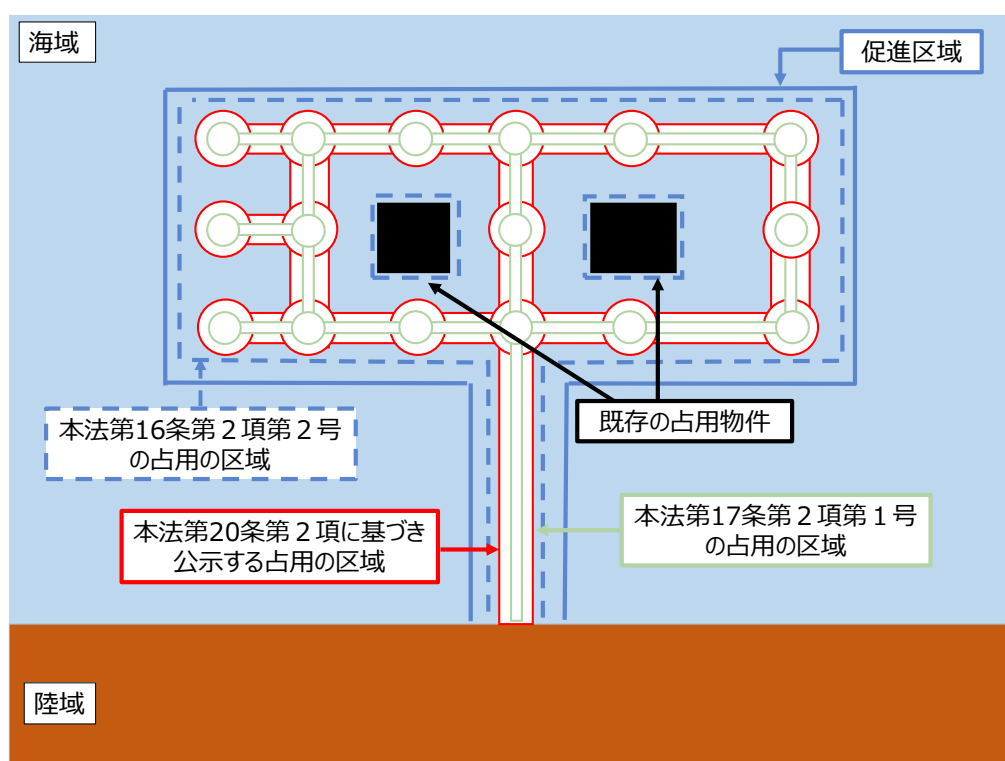 海域
促進区域
既存の占用物件
本法第16条第２項第２号
の占用の区域
本法第20条第２項に基づき
公示する占用の区域
本法第17条第２項第１号
の占用の区域
陸域